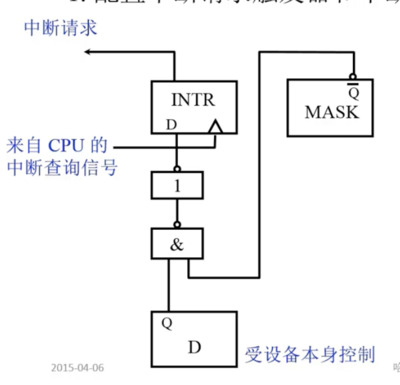 中断请求
INTR
D
Q
MASK
来自 CPU 的
中断查询信号
1
&
Q
D
受设备本身控制
2015-04-06